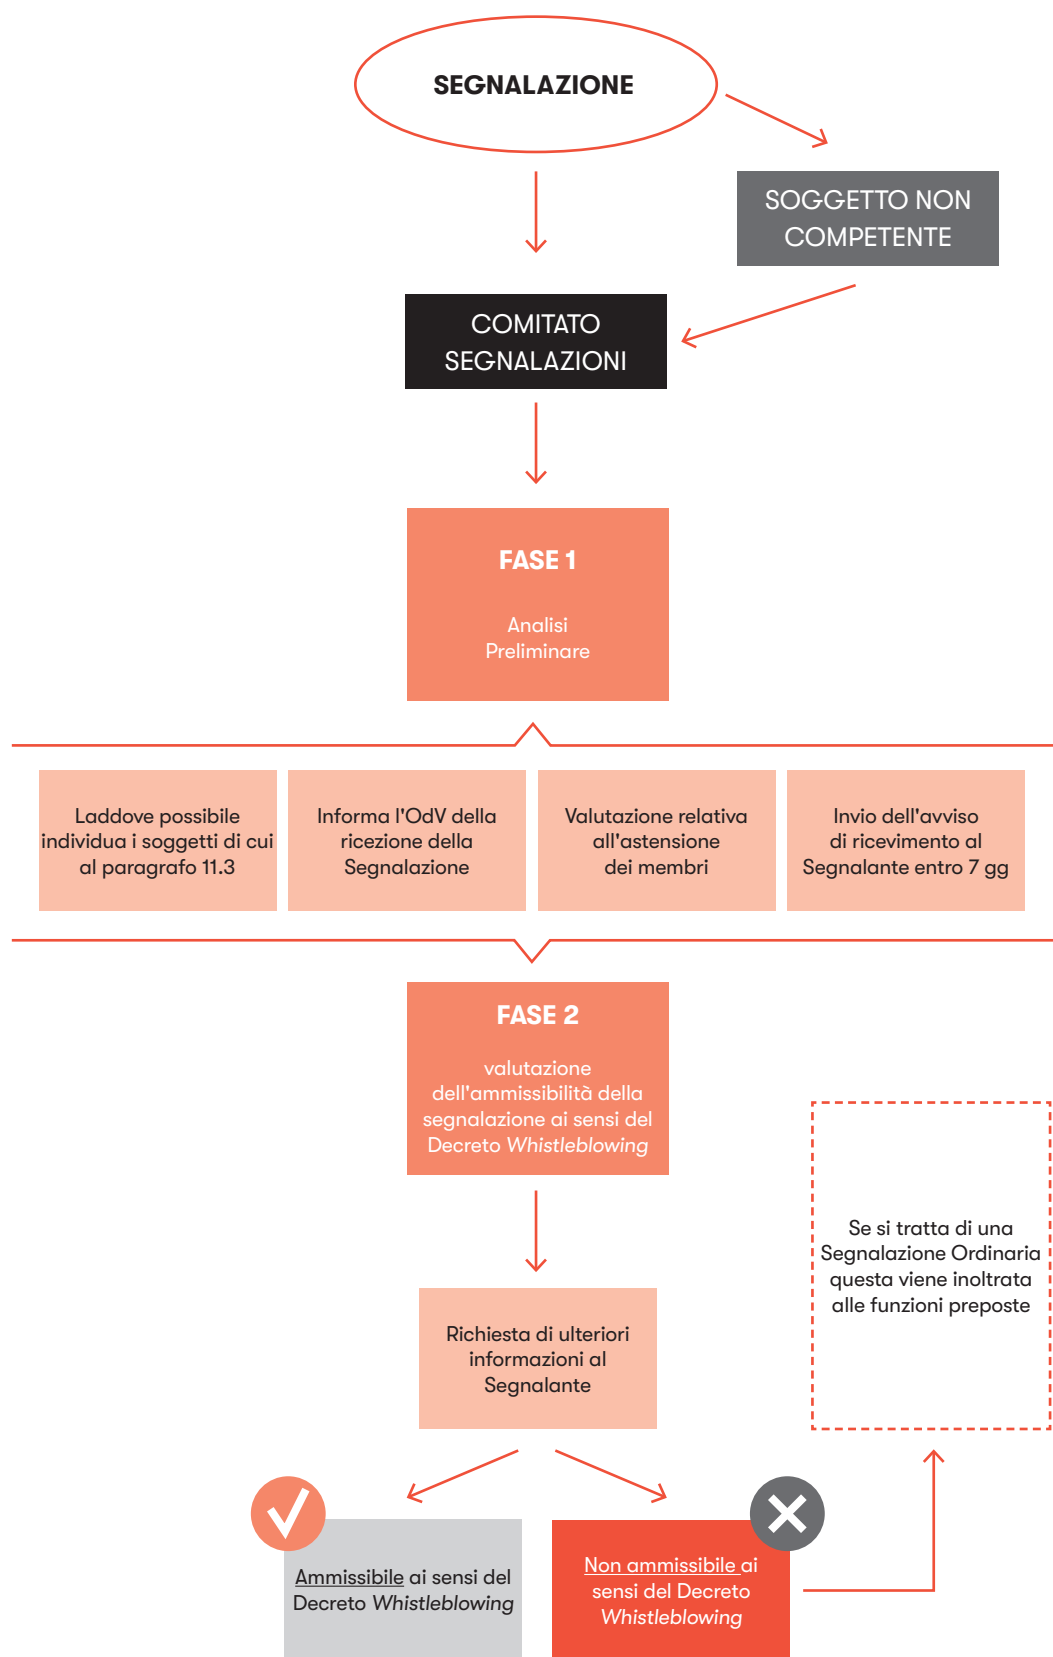 SEGNALAZIONE
SOGGETTO NON
COMPETENTE
COMITATO
SEGNALAZIONI
FASE 1
Analisi
Preliminare
Laddove possibile
individua i soggetti di cui
al paragrafo 11.3
Informa l'OdV della
ricezione della
Segnalazione
Valutazione relativa
all'astensione
dei membri
Invio dell'avviso
di ricevimento al
Segnalante entro 7 gg
FASE 2
valutazione
dell'ammissibilità della
segnalazione ai sensi del
Decreto Whistleblowing
Se si tratta di una
Segnalazione Ordinaria
questa viene inoltrata
alle funzioni preposte
Richiesta di ulteriori
informazioni al
Segnalante
Ammissibile ai sensi del
Decreto Whistleblowing
Non ammissibile ai
sensi del Decreto
Whistleblowing